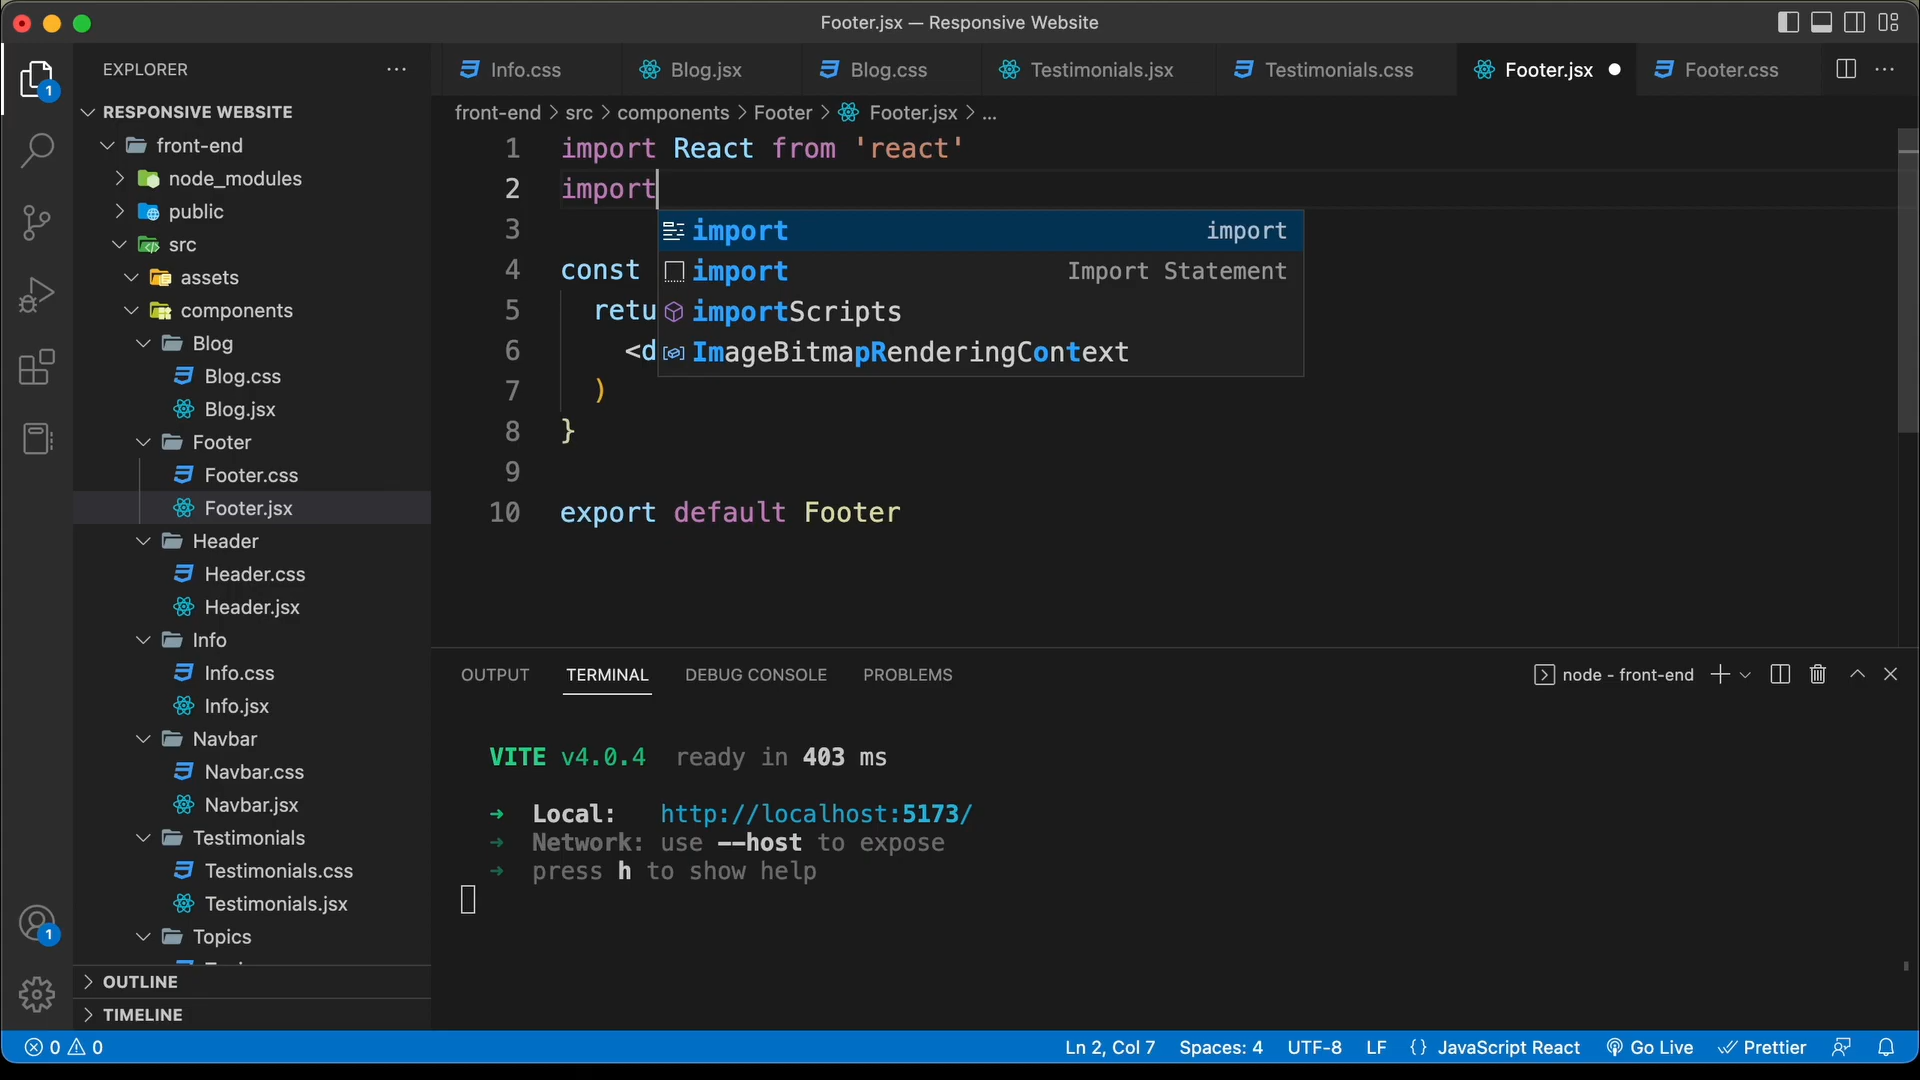 Footer.jsx — Responsive Website
EXPLORER
Info.css
Blog.jsx
Blog.css
Testimonials.jsx
Testimonials.css
Footer.jsx
Footer.css
1
RESPONSIVE WEBSITE
front-end
node_modules
public
src
assets
components
Blog
Blog.css
Blog.jsx
Footer
Footer.css
Footer.jsx
Header
Header.css
Header.jsx
Info
Info.css
Info.jsx
Navbar
Navbar.css
Navbar.jsx
Testimonials
Testimonials.css
Testimonials.jsx
Topics
OUTLINE
TIMELINE
1
front-end > src > components > Footer > Footer.jsx > ...
1 import React from 'react'
2 import
3
4 const
5 retu
6 <d
7 )
8 }
9
10 export default Footer
import import
import Import Statement
importScripts
ImageBitmapRenderingContext
OUTPUT TERMINAL DEBUG CONSOLE PROBLEMS
node - front-end
VITE v4.0.4 ready in 403 ms
➜ Local: http://localhost:5173/
➜ Network: use --host to expose
➜ press h to show help
0 0
Ln 2, Col 7 Spaces: 4 UTF-8 LF {} JavaScript React Go Live Prettier